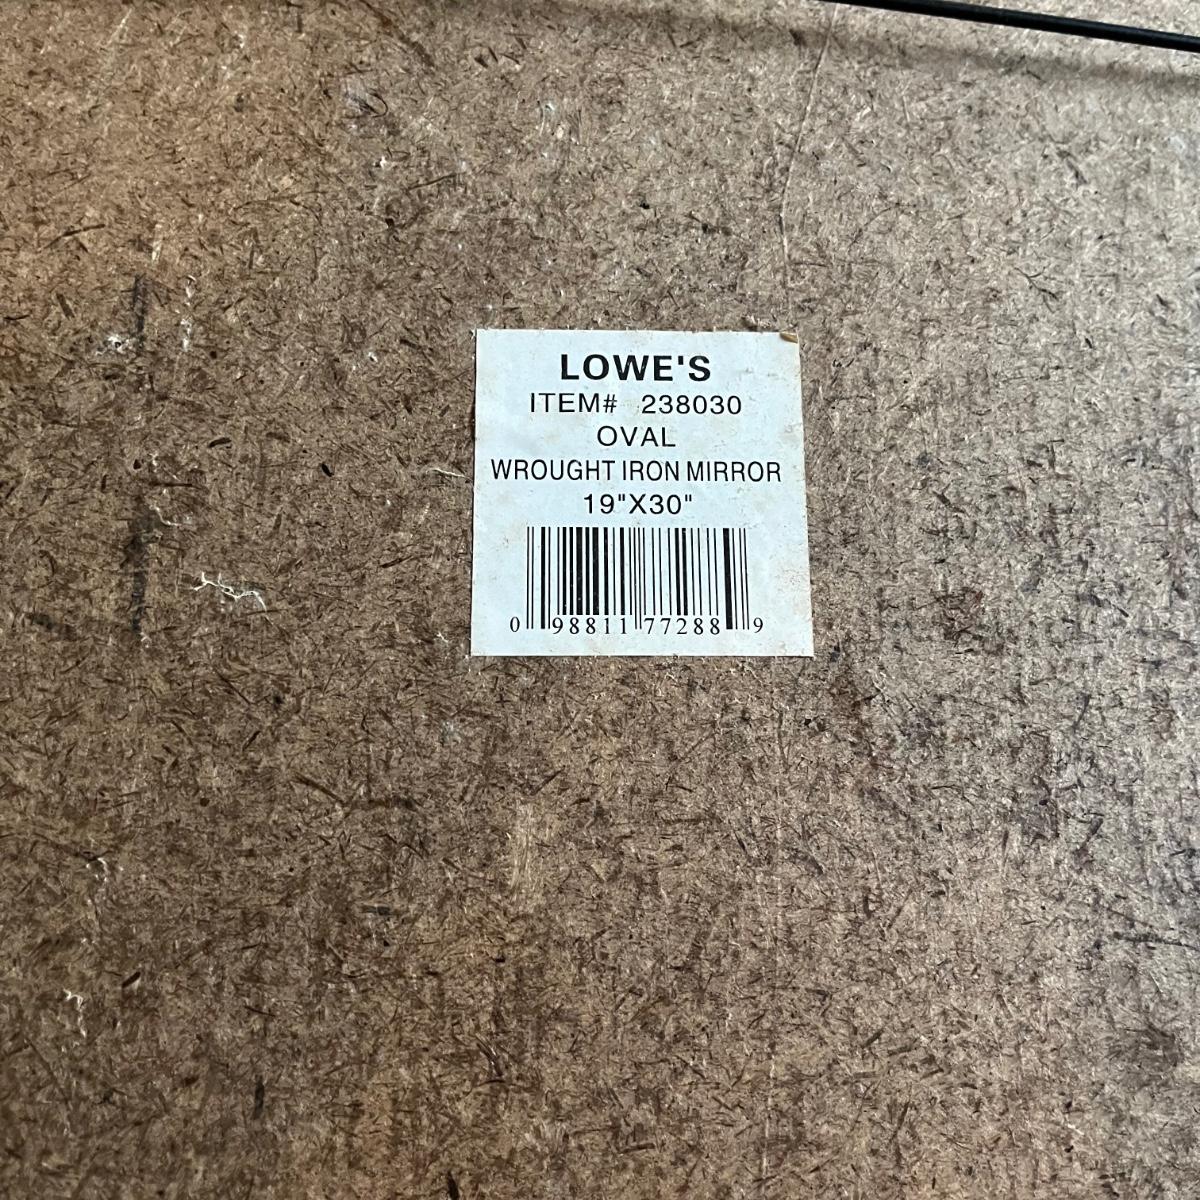 LOWE'S
ITEM# 238030
OVAL
WROUGHT IRON MIRROR
19"X30"
0 98811 77288 9